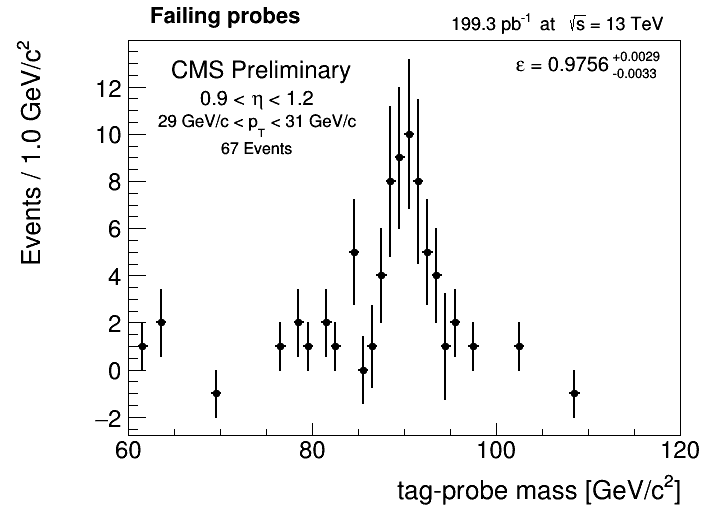 Failing probes
199.3 pb⁻¹ at √s = 13 TeV
CMS Preliminary
0.9 < η < 1.2
29 GeV/c < p_T < 31 GeV/c
67 Events
ε = 0.9756 +0.0029 -0.0033
Events / 1.0 GeV/c²
12
10
8
6
4
2
0
−2
60 80 100 120
tag-probe mass [GeV/c²]